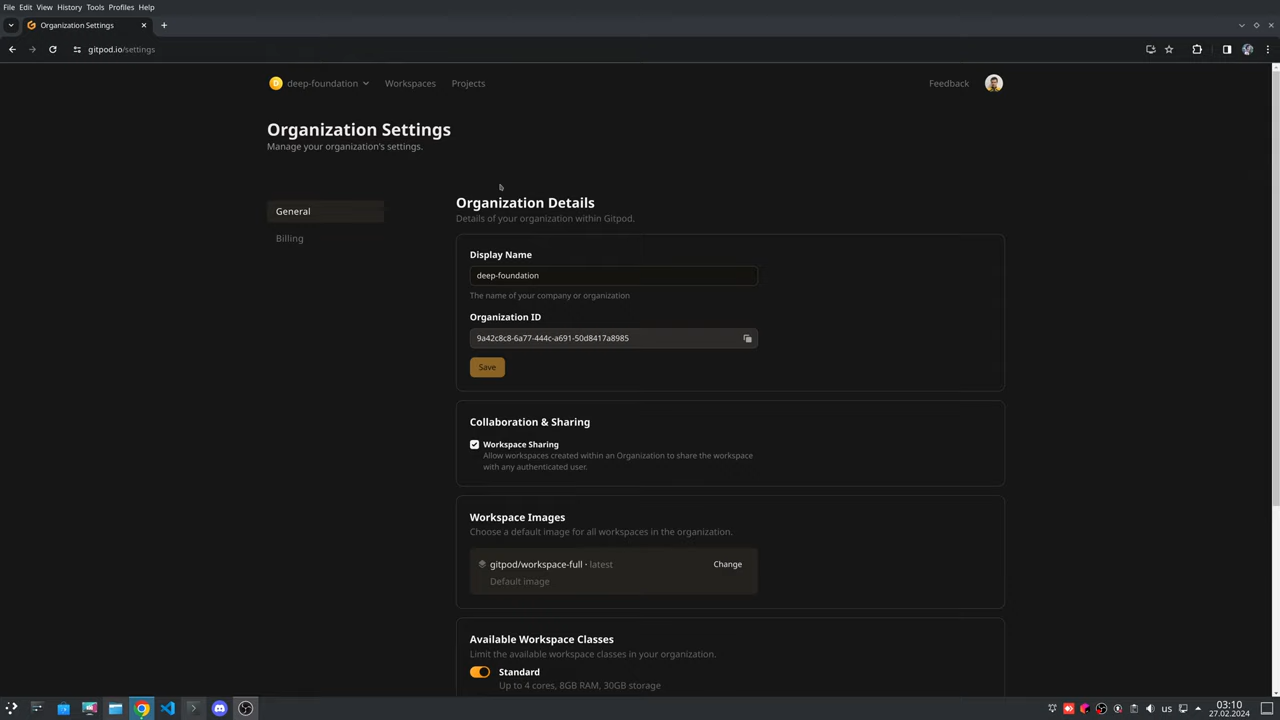 File Edit View History Tools Profiles Help
Organization Settings
gitpod.io/settings
D deep-foundation Workspaces Projects Feedback
Organization Settings
Manage your organization's settings.
General
Billing
Organization Details
Details of your organization within Gitpod.
Display Name
deep-foundation
The name of your company or organization
Organization ID
9a42c8c8-6a77-444c-a691-50d8417a8985
Save
Collaboration & Sharing
Workspace Sharing
Allow workspaces created within an Organization to share the workspace
with any authenticated user.
Workspace Images
Choose a default image for all workspaces in the organization.
gitpod/workspace-full · latest Change
Default image
Available Workspace Classes
Limit the available workspace classes in your organization.
Standard
Up to 4 cores, 8GB RAM, 30GB storage
us 03:10
27.02.2024